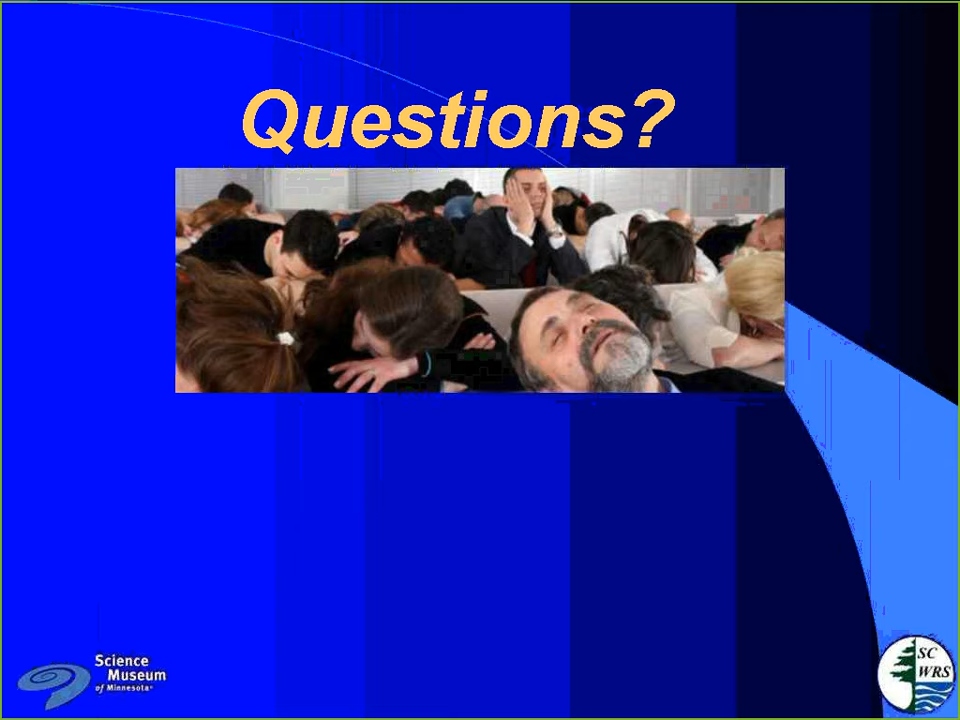 Questions?
Science
Museum
of Minnesota
SC
WRS